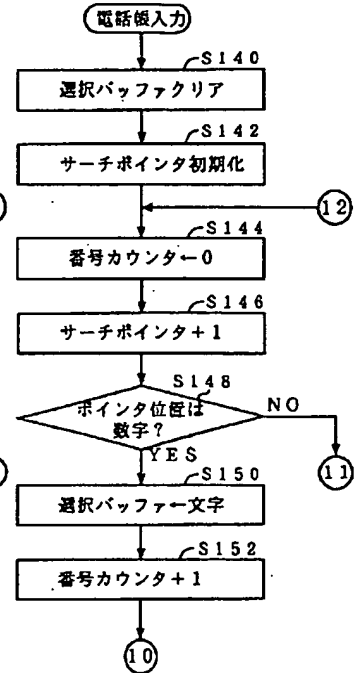 電話帳入力
S140
選択バッファクリア
S142
サーチポインタ初期化
12
S144
番号カウンタ←0
S146
サーチポインタ+1
S148
ポインタ位置は
数字?
NO
YES
11
S150
選択バッファ←文字
S152
番号カウンタ+1
10